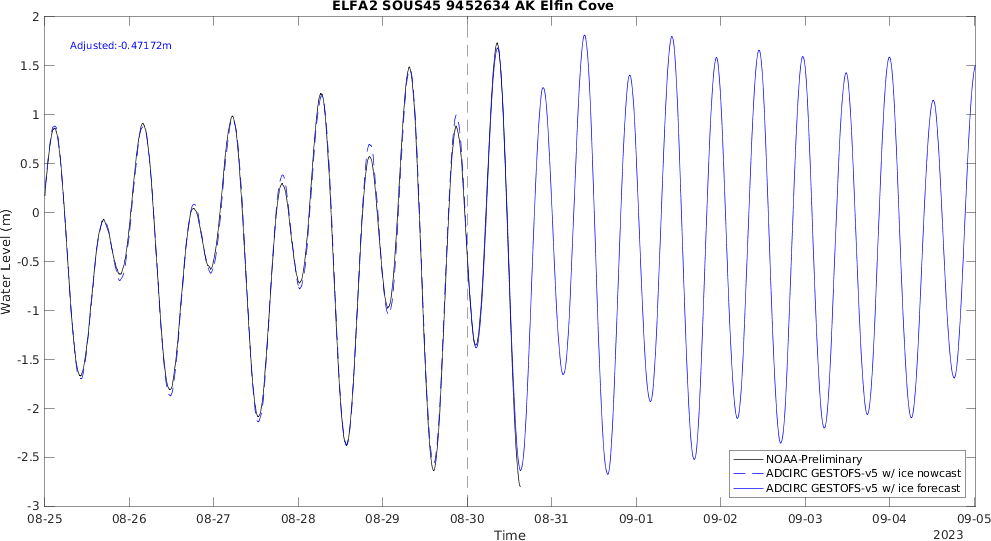 ELFA2 SOUS45 9452634 AK Elfin Cove
Adjusted:-0.47172m
2
1.5
1
0.5
0
-0.5
-1
-1.5
-2
-2.5
-3
Water Level (m)
NOAA-Preliminary
ADCIRC GESTOFS-v5 w/ ice nowcast
ADCIRC GESTOFS-v5 w/ ice forecast
08-25 08-26 08-27 08-28 08-29 08-30 08-31 09-01 09-02 09-03 09-04 09-05
Time
2023